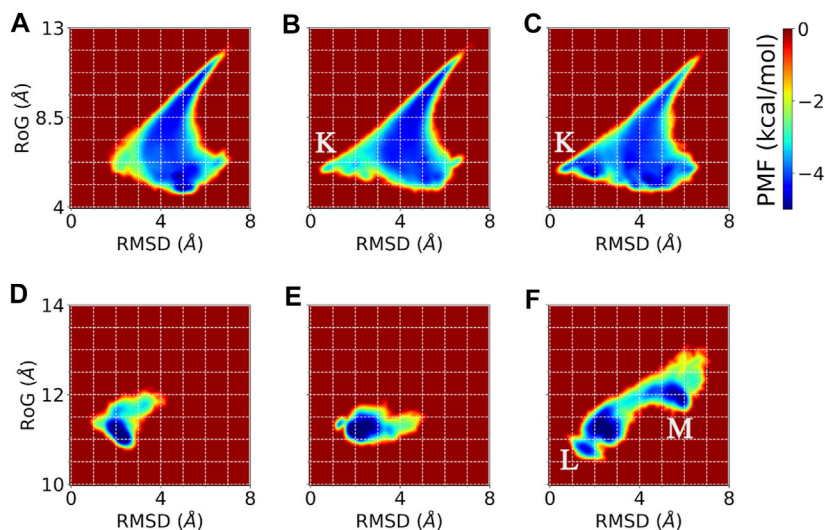 A
B
C
13
8.5
4
RoG (Å)
K
K
0
4
8
0
4
8
0
4
8
RMSD (Å)
RMSD (Å)
RMSD (Å)
0
−2
−4
PMF (kcal/mol)
D
E
F
14
12
10
RoG (Å)
L
M
0
4
8
0
4
8
0
4
8
RMSD (Å)
RMSD (Å)
RMSD (Å)